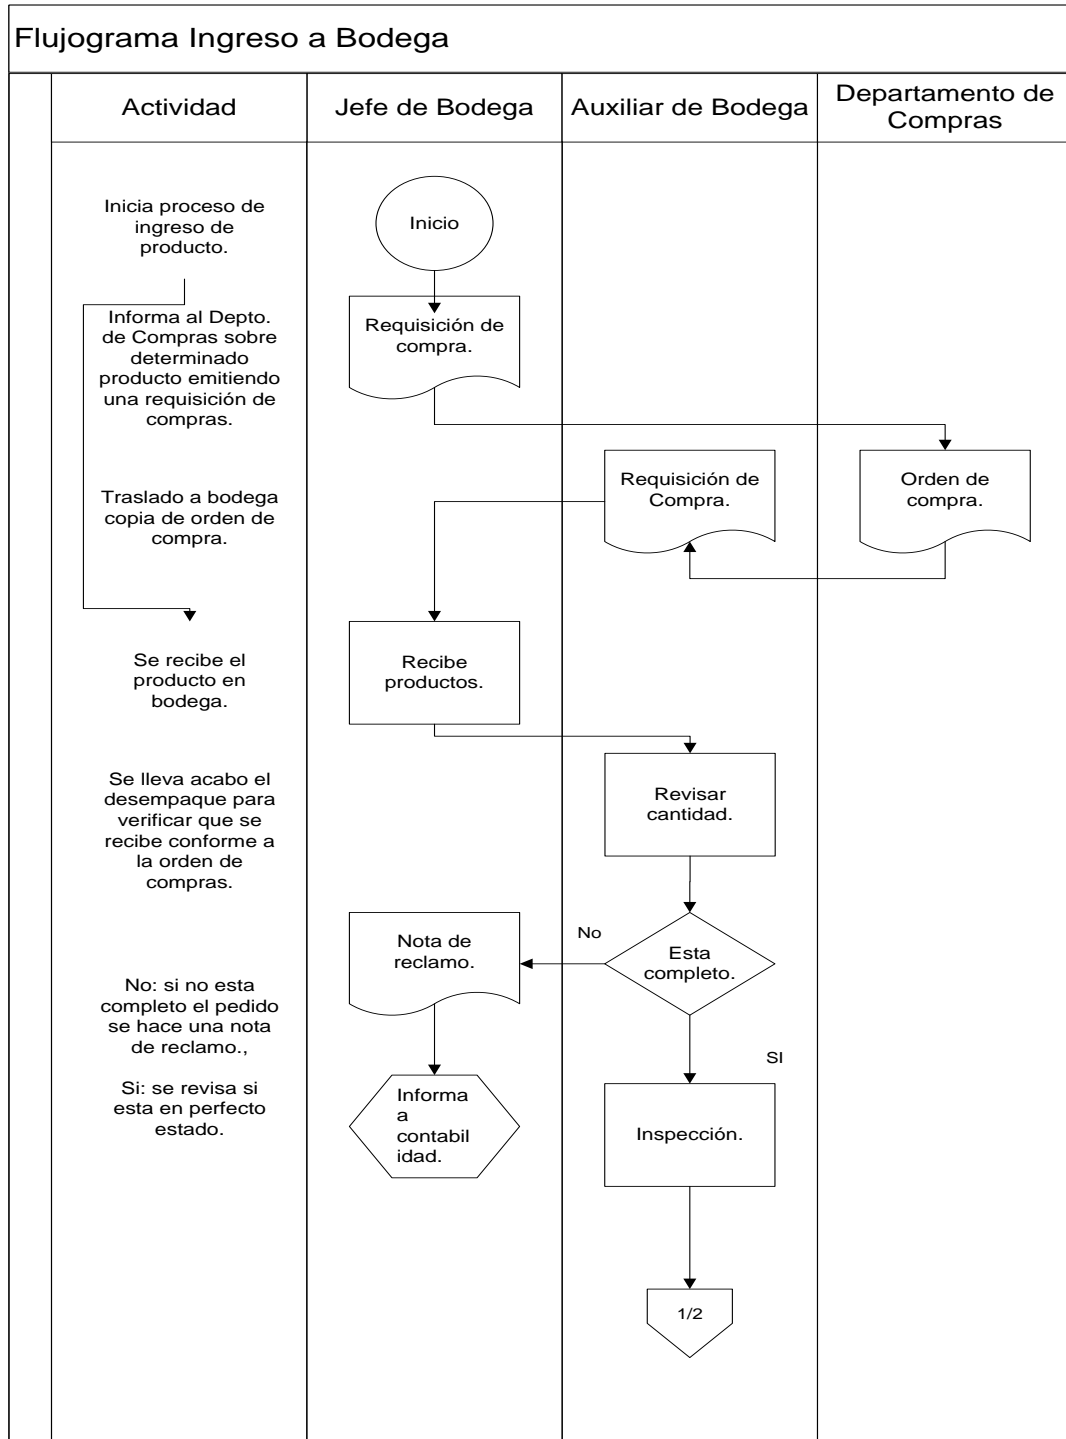 Flujograma Ingreso a Bodega
Actividad
Jefe de Bodega
Auxiliar de Bodega
Departamento de
Compras
Inicia proceso de
ingreso de
producto.
Inicio
Informa al Depto.
de Compras sobre
determinado
producto emitiendo
una requisición de
compras.
Requisición de
compra.
Traslado a bodega
copia de orden de
compra.
Requisición de
Compra.
Orden de
compra.
Se recibe el
producto en
bodega.
Recibe
productos.
Se lleva acabo el
desempaque para
verificar que se
recibe conforme a
la orden de
compras.
Revisar
cantidad.
Nota de
reclamo.
No
Esta
completo.
No: si no esta
completo el pedido
se hace una nota
de reclamo.,
SI
Si: se revisa si
esta en perfecto
estado.
Informa
a
contabil
idad.
Inspección.
1/2